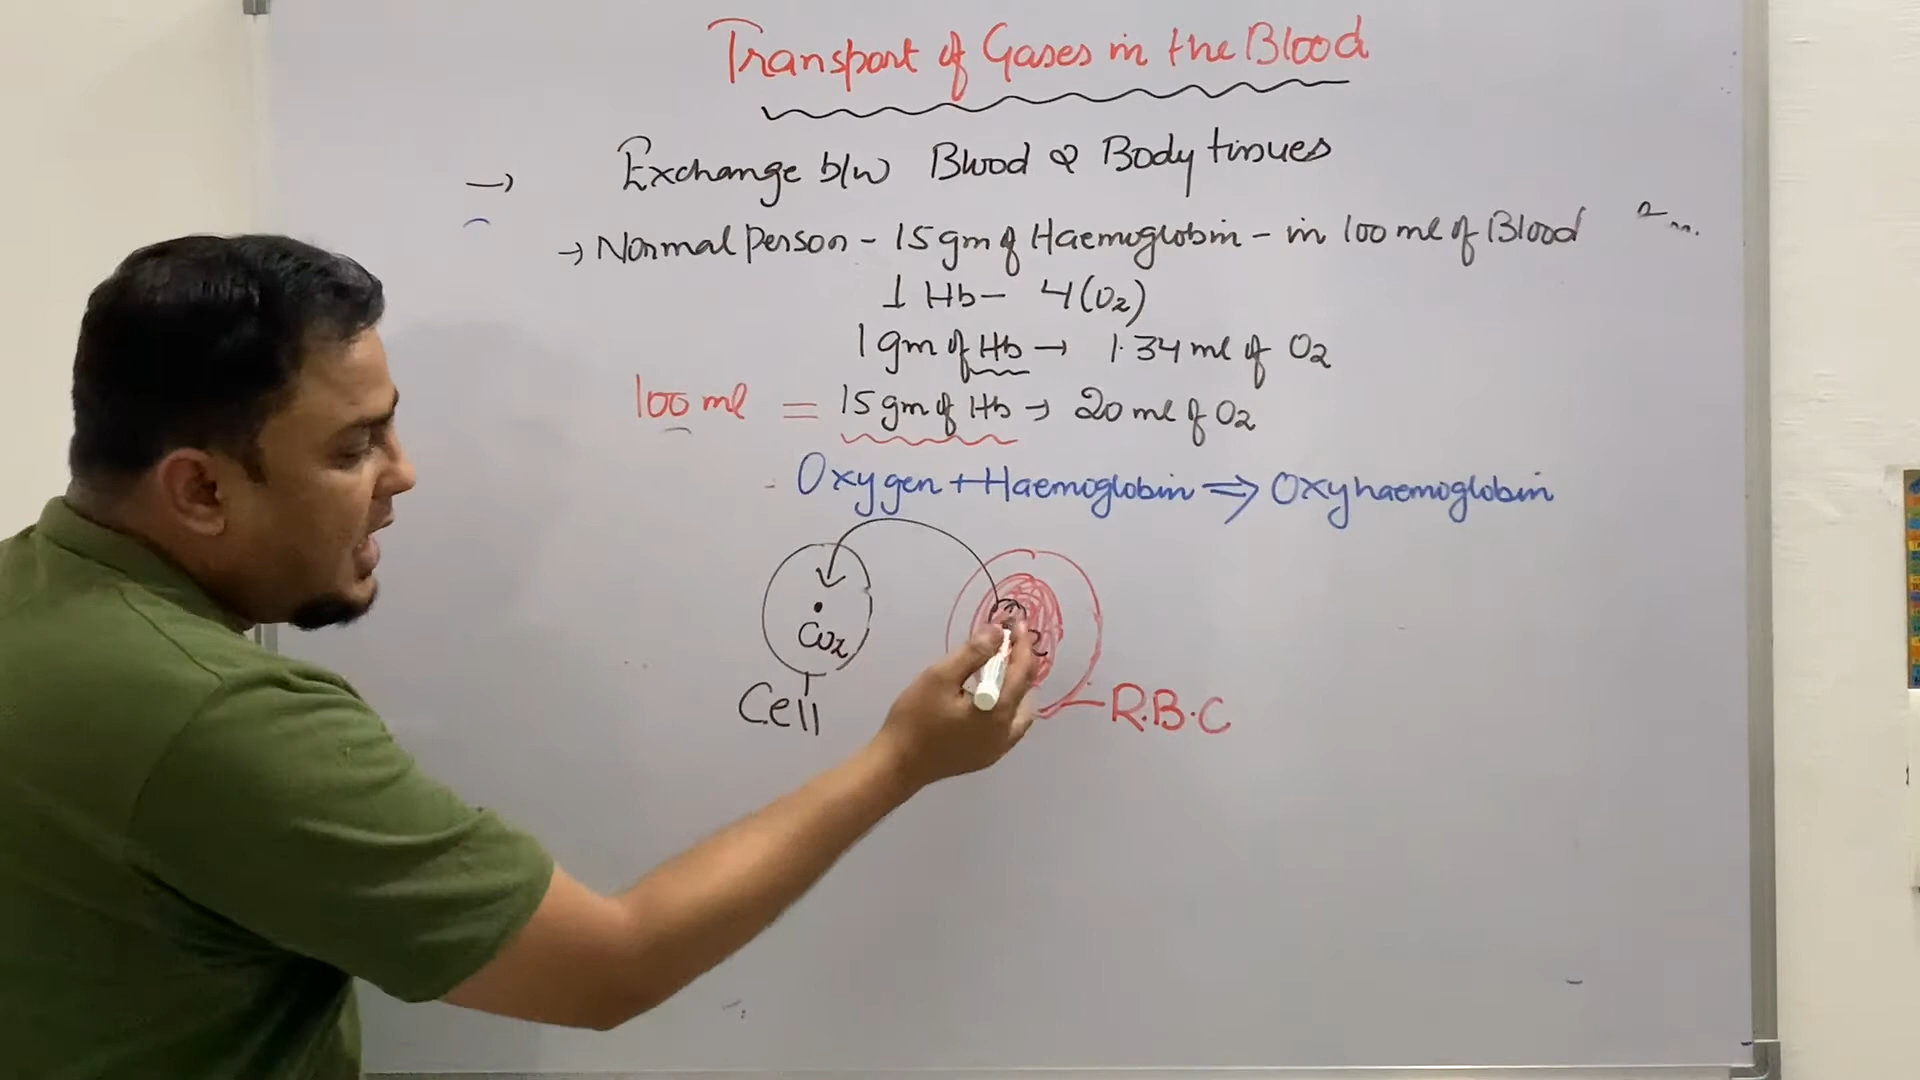 Transport of Gases in the Blood
→ Exchange b/w Blood & Body tissues
→ Normal Person - 15 gm of Haemoglobin - in 100 ml of Blood
1 Hb - 4(O₂)
1 gm of Hb → 1.34 ml of O₂
100 ml = 15 gm of Hb → 20 ml of O₂
Oxygen + Haemoglobin ⇒ Oxyhaemoglobin
CO₂
Cell
R.B.C